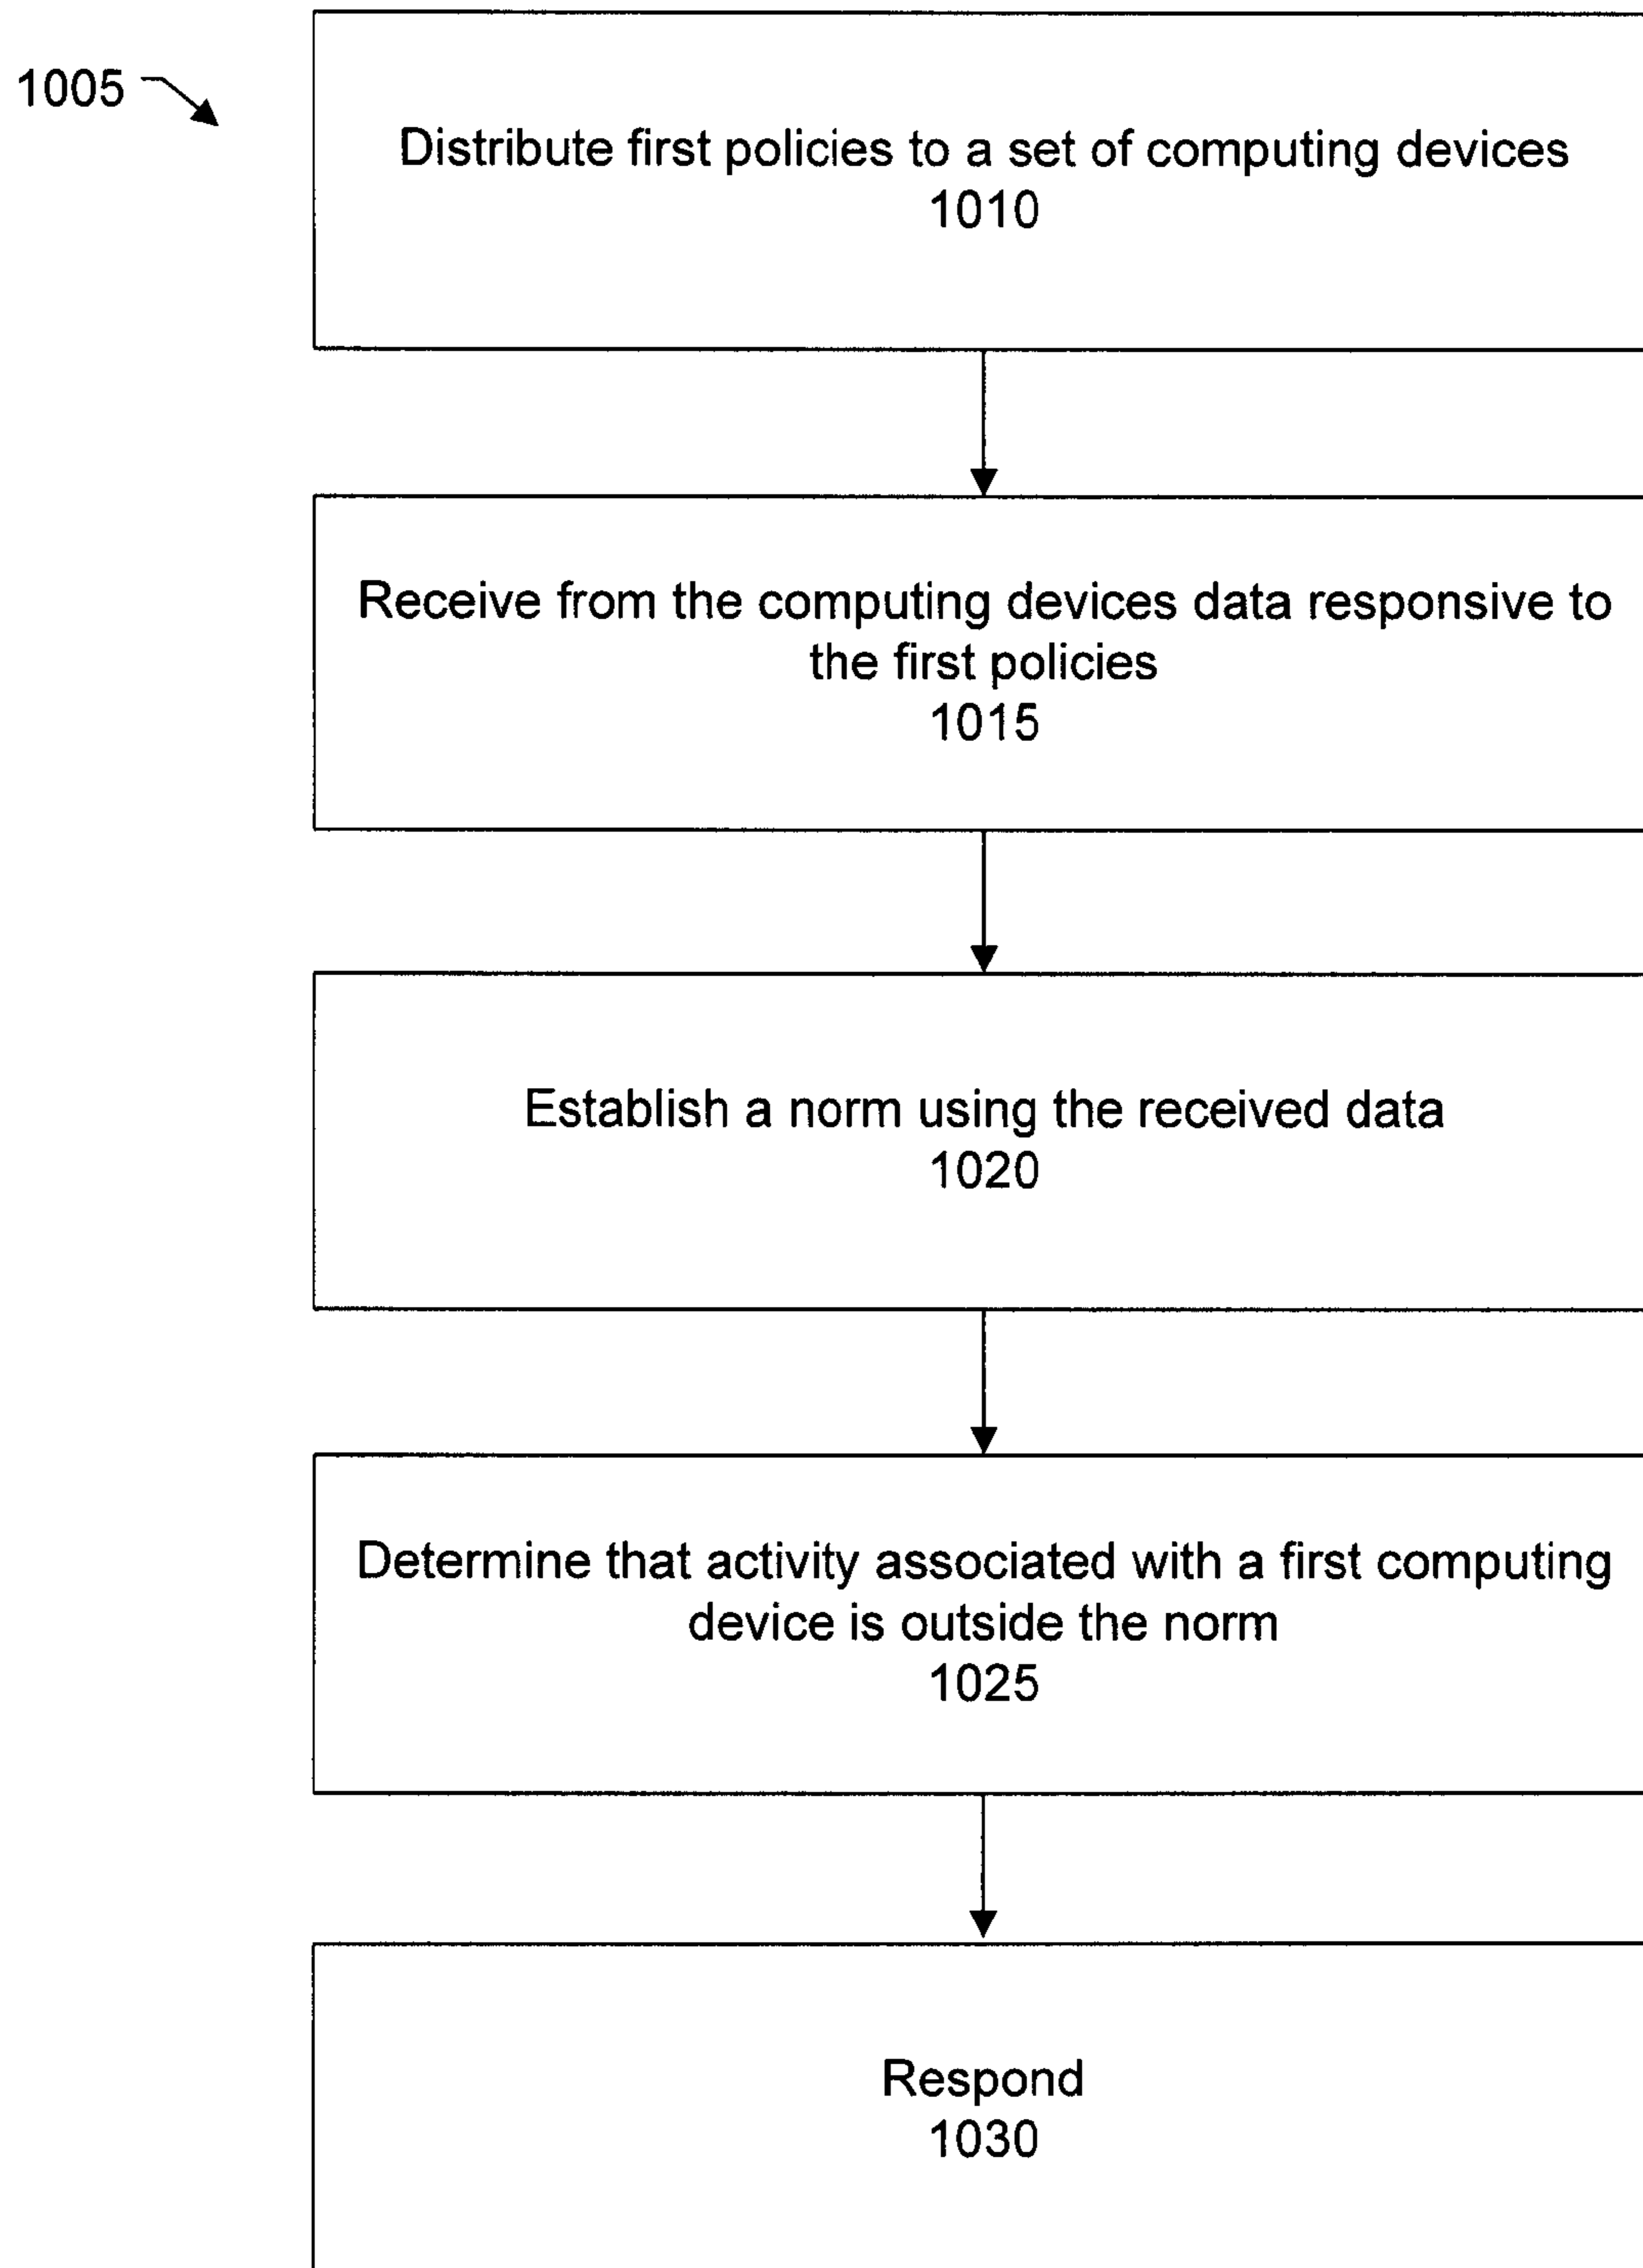 1005
Distribute first policies to a set of computing devices
1010
Receive from the computing devices data responsive to
the first policies
1015
Establish a norm using the received data
1020
Determine that activity associated with a first computing
device is outside the norm
1025
Respond
1030